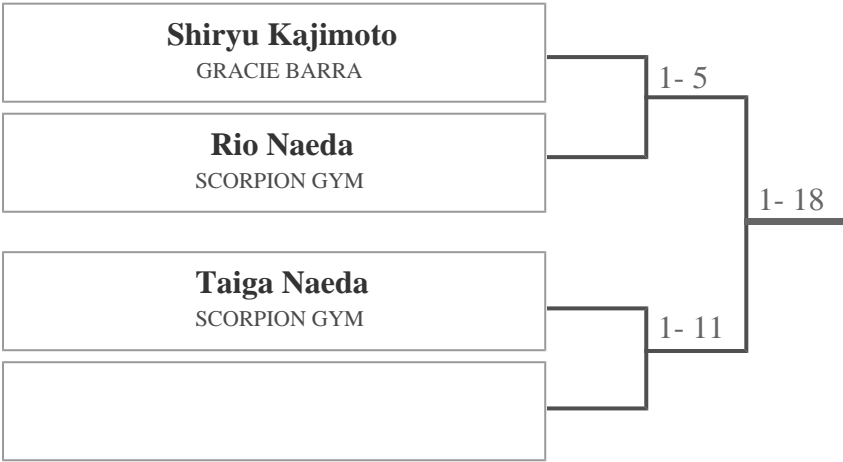 Shiryu Kajimoto
GRACIE BARRA
1- 5
Rio Naeda
SCORPION GYM
1- 18
Taiga Naeda
SCORPION GYM
1- 11